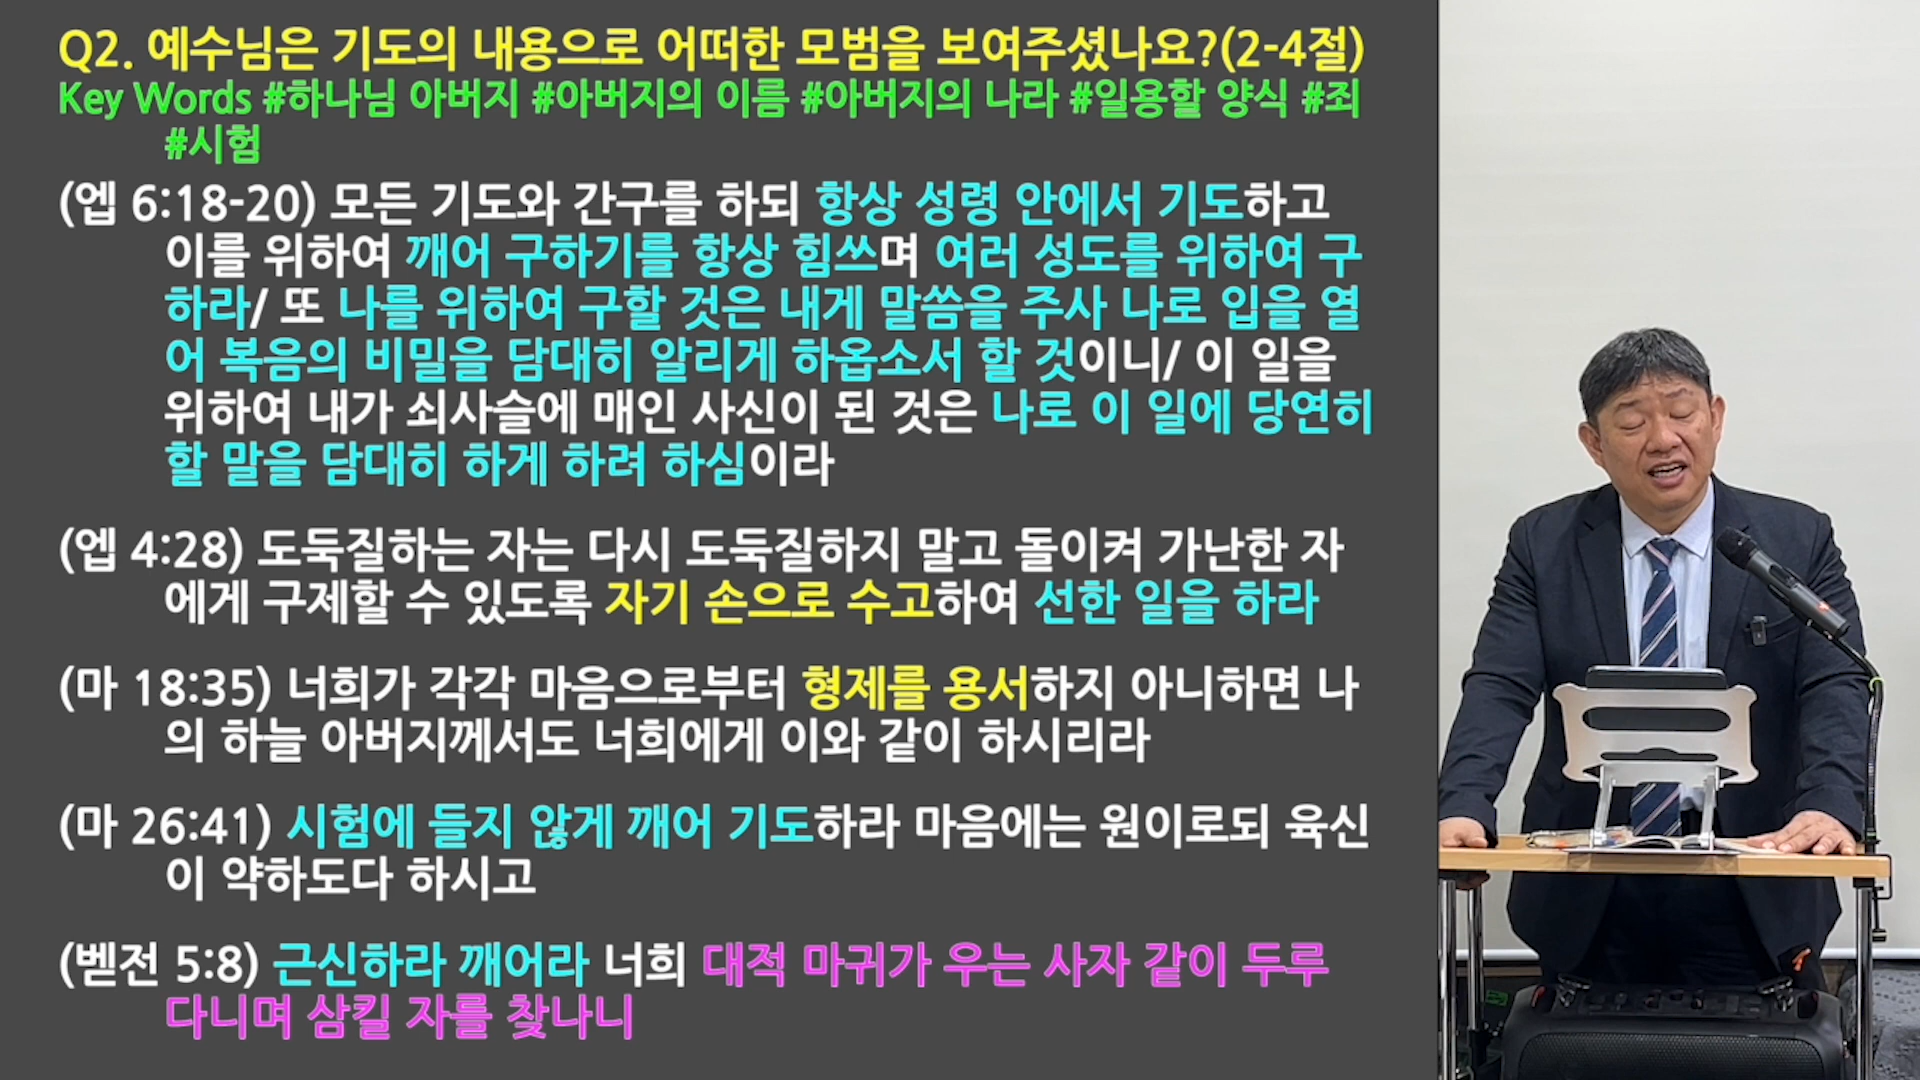 Q2. 예수님은 기도의 내용으로 어떠한 모범을 보여주셨나요?(2-4절)
Key Words #하나님 아버지 #아버지의 이름 #아버지의 나라 #일용할 양식 #죄
#시험
(엡 6:18-20) 모든 기도와 간구를 하되 항상 성령 안에서 기도하고
이를 위하여 깨어 구하기를 항상 힘쓰며 여러 성도를 위하여 구
하라/ 또 나를 위하여 구할 것은 내게 말씀을 주사 나로 입을 열
어 복음의 비밀을 담대히 알리게 하옵소서 할 것이니/ 이 일을
위하여 내가 쇠사슬에 매인 사신이 된 것은 나로 이 일에 당연히
할 말을 담대히 하게 하려 하심이라
(엡 4:28) 도둑질하는 자는 다시 도둑질하지 말고 돌이켜 가난한 자
에게 구제할 수 있도록 자기 손으로 수고하여 선한 일을 하라
(마 18:35) 너희가 각각 마음으로부터 형제를 용서하지 아니하면 나
의 하늘 아버지께서도 너희에게 이와 같이 하시리라
(마 26:41) 시험에 들지 않게 깨어 기도하라 마음에는 원이로되 육신
이 약하도다 하시고
(벧전 5:8) 근신하라 깨어라 너희 대적 마귀가 우는 사자 같이 두루
다니며 삼킬 자를 찾나니